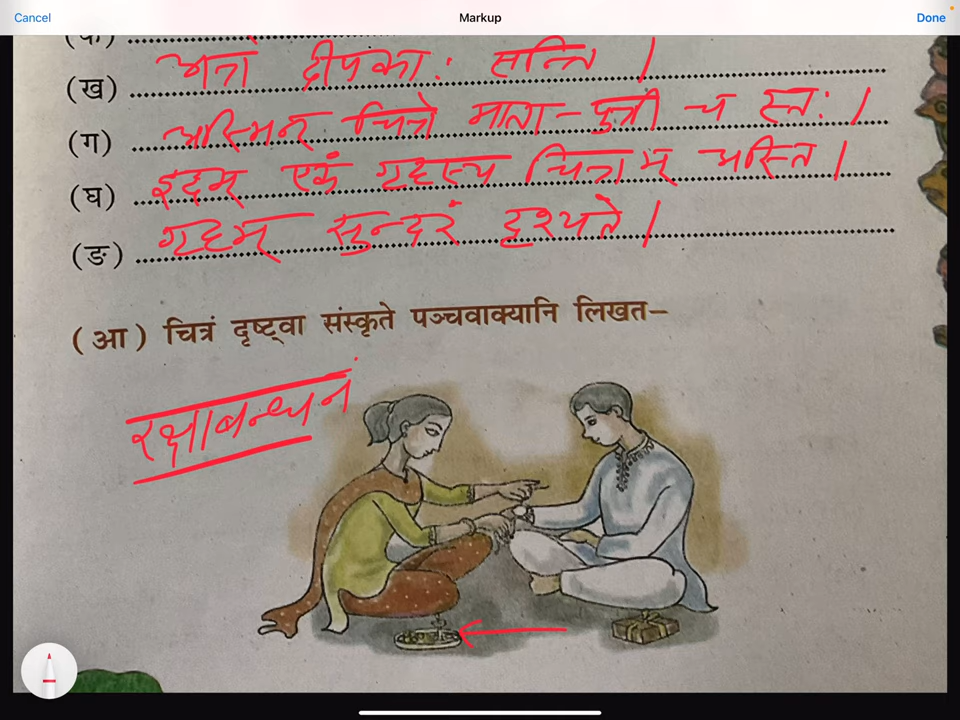 Cancel Markup Done
(ख) अत्र दीपकाः सन्ति ।
(ग) अस्मिन् चित्रे माता-पुत्री च स्तः ।
(घ) इदम् एकं गृहस्य चित्रम् अस्ति ।
(ङ) गृहम् सुन्दरं दृश्यते ।
(आ) चित्रं दृष्ट्वा संस्कृते पञ्चवाक्यानि लिखत–
रक्षाबन्धनं